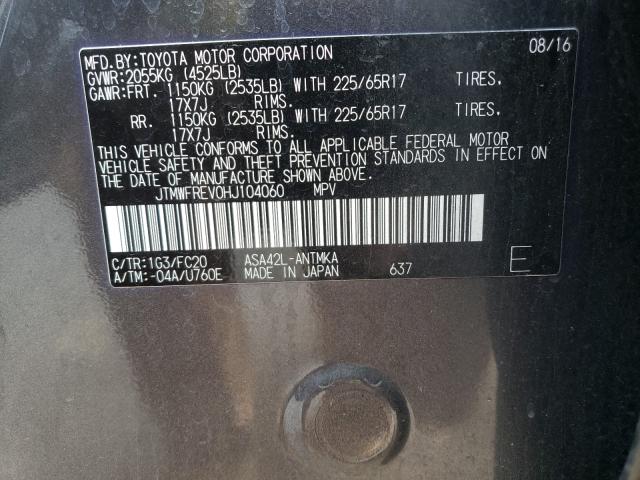 MFD.BY:TOYOTA MOTOR CORPORATION 08/16
GVWR:2055KG (4525LB)
GAWR:FRT. 1150KG (2535LB) WITH 225/65R17 TIRES.
17X7J RIMS.
RR. 1150KG (2535LB) WITH 225/65R17 TIRES.
17X7J RIMS.
THIS VEHICLE CONFORMS TO ALL APPLICABLE FEDERAL MOTOR
VEHICLE SAFETY AND THEFT PREVENTION STANDARDS IN EFFECT ON
THE DATE OF MANUFACTURE SHOWN ABOVE.
JTMWFREV0HJ104060 MPV
C/TR:1G3/FC20 ASA42L-ANTMKA
A/TM:-04A/U760E MADE IN JAPAN 637 E